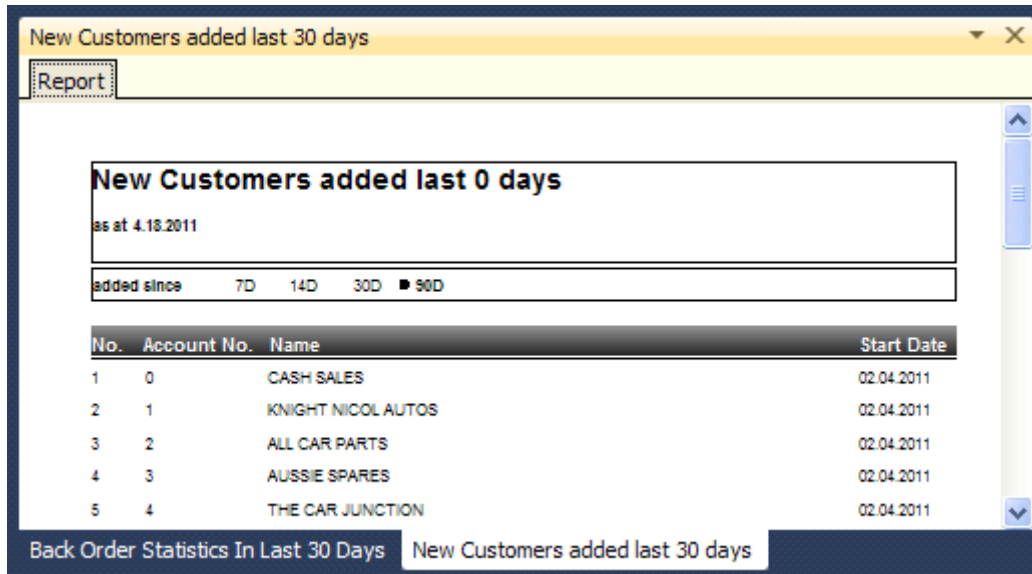 New Customers added last 30 days
Report
New Customers added last 0 days
as at 4.18.2011
added since 7D 14D 30D 90D
No. Account No. Name Start Date
1 0 CASH SALES 02.04.2011
2 1 KNIGHT NICOL AUTOS 02.04.2011
3 2 ALL CAR PARTS 02.04.2011
4 3 AUSSIE SPARES 02.04.2011
5 4 THE CAR JUNCTION 02.04.2011
Back Order Statistics In Last 30 Days New Customers added last 30 days